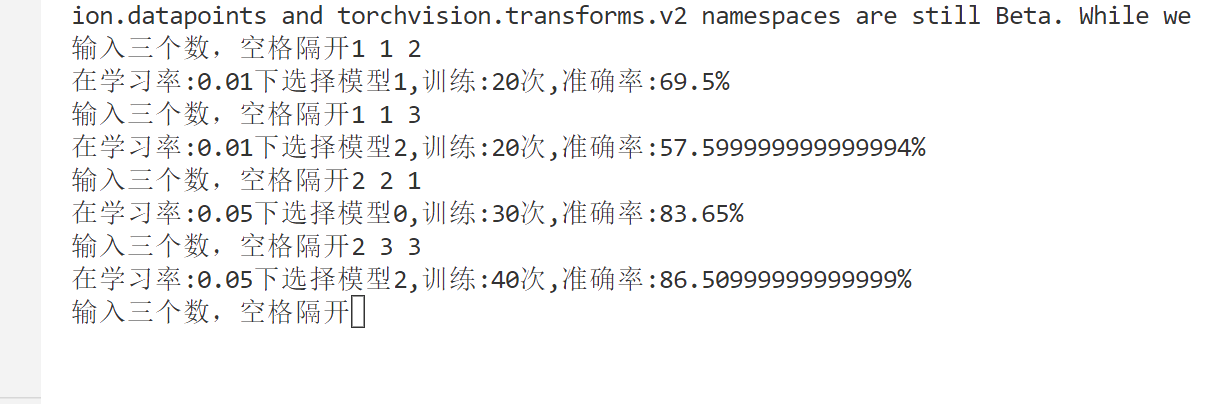 ion.datapoints and torchvision.transforms.v2 namespaces are still Beta. While we
输入三个数，空格隔开1 1 2
在学习率:0.01下选择模型1,训练:20次,准确率:69.5%
输入三个数，空格隔开1 1 3
在学习率:0.01下选择模型2,训练:20次,准确率:57.599999999999994%
输入三个数，空格隔开2 2 1
在学习率:0.05下选择模型0,训练:30次,准确率:83.65%
输入三个数，空格隔开2 3 3
在学习率:0.05下选择模型2,训练:40次,准确率:86.50999999999999%
输入三个数，空格隔开